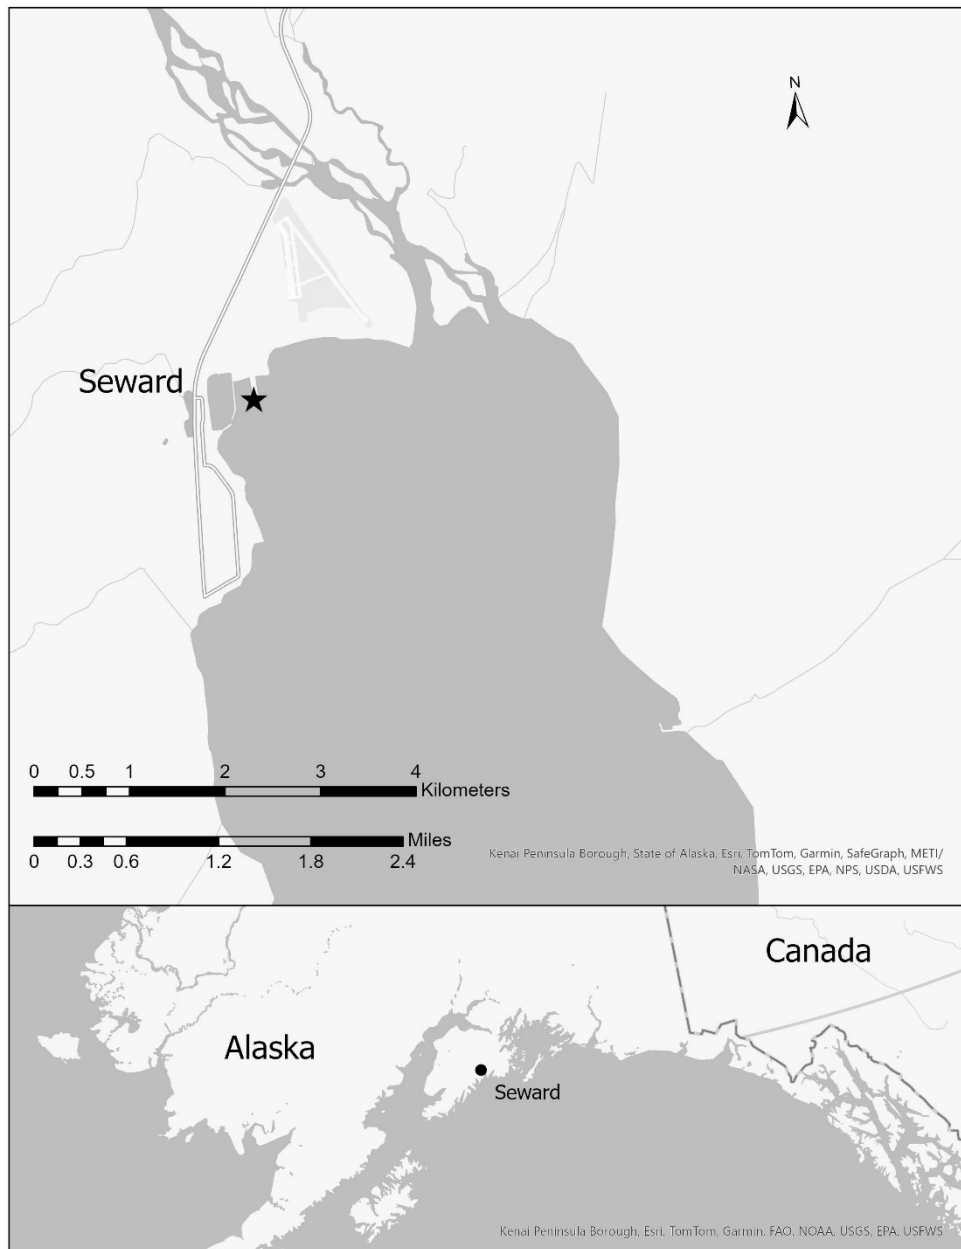 N
Seward
0 0.5 1 2 3 4
Kilometers
Miles
0 0.3 0.6 1.2 1.8 2.4
Kenai Peninsula Borough, State of Alaska, Esri, TomTom, Garmin, SafeGraph, METI/
NASA, USGS, EPA, NPS, USDA, USFWS
Canada
Alaska
Seward
Kenai Peninsula Borough, Esri, TomTom, Garmin, FAO, NOAA, USGS, EPA, USFWS